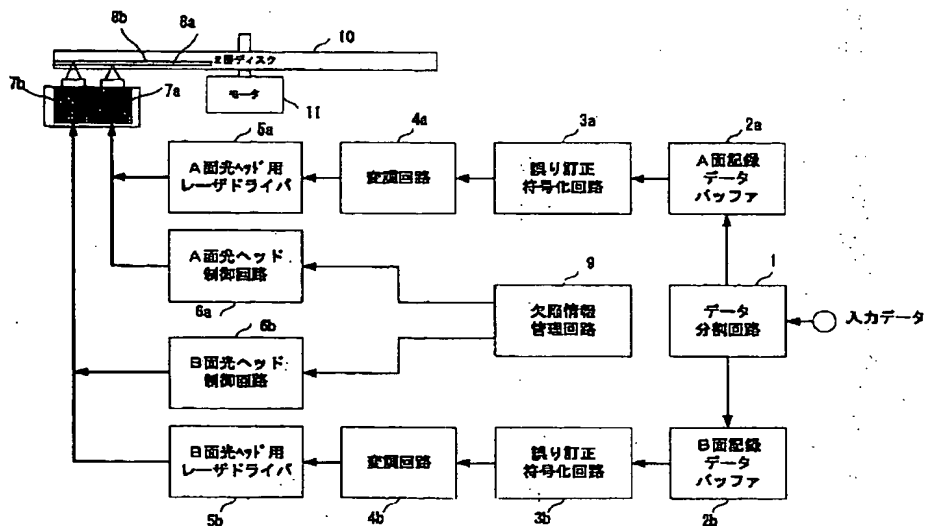 8b 8a 10
2層ディスク
7b 7a
モータ
11
5a 4a 3a 2a
A面光ヘッド用
レーザドライバ
変調回路
誤り訂正
符号化回路
A面記録
データ
バッファ
A面光ヘッド
制御回路
6a
9
欠陥情報
管理回路
1
データ
分割回路
入力データ
6b
B面光ヘッド
制御回路
B面光ヘッド用
レーザドライバ
変調回路
誤り訂正
符号化回路
B面記録
データ
バッファ
5b 4b 3b 2b